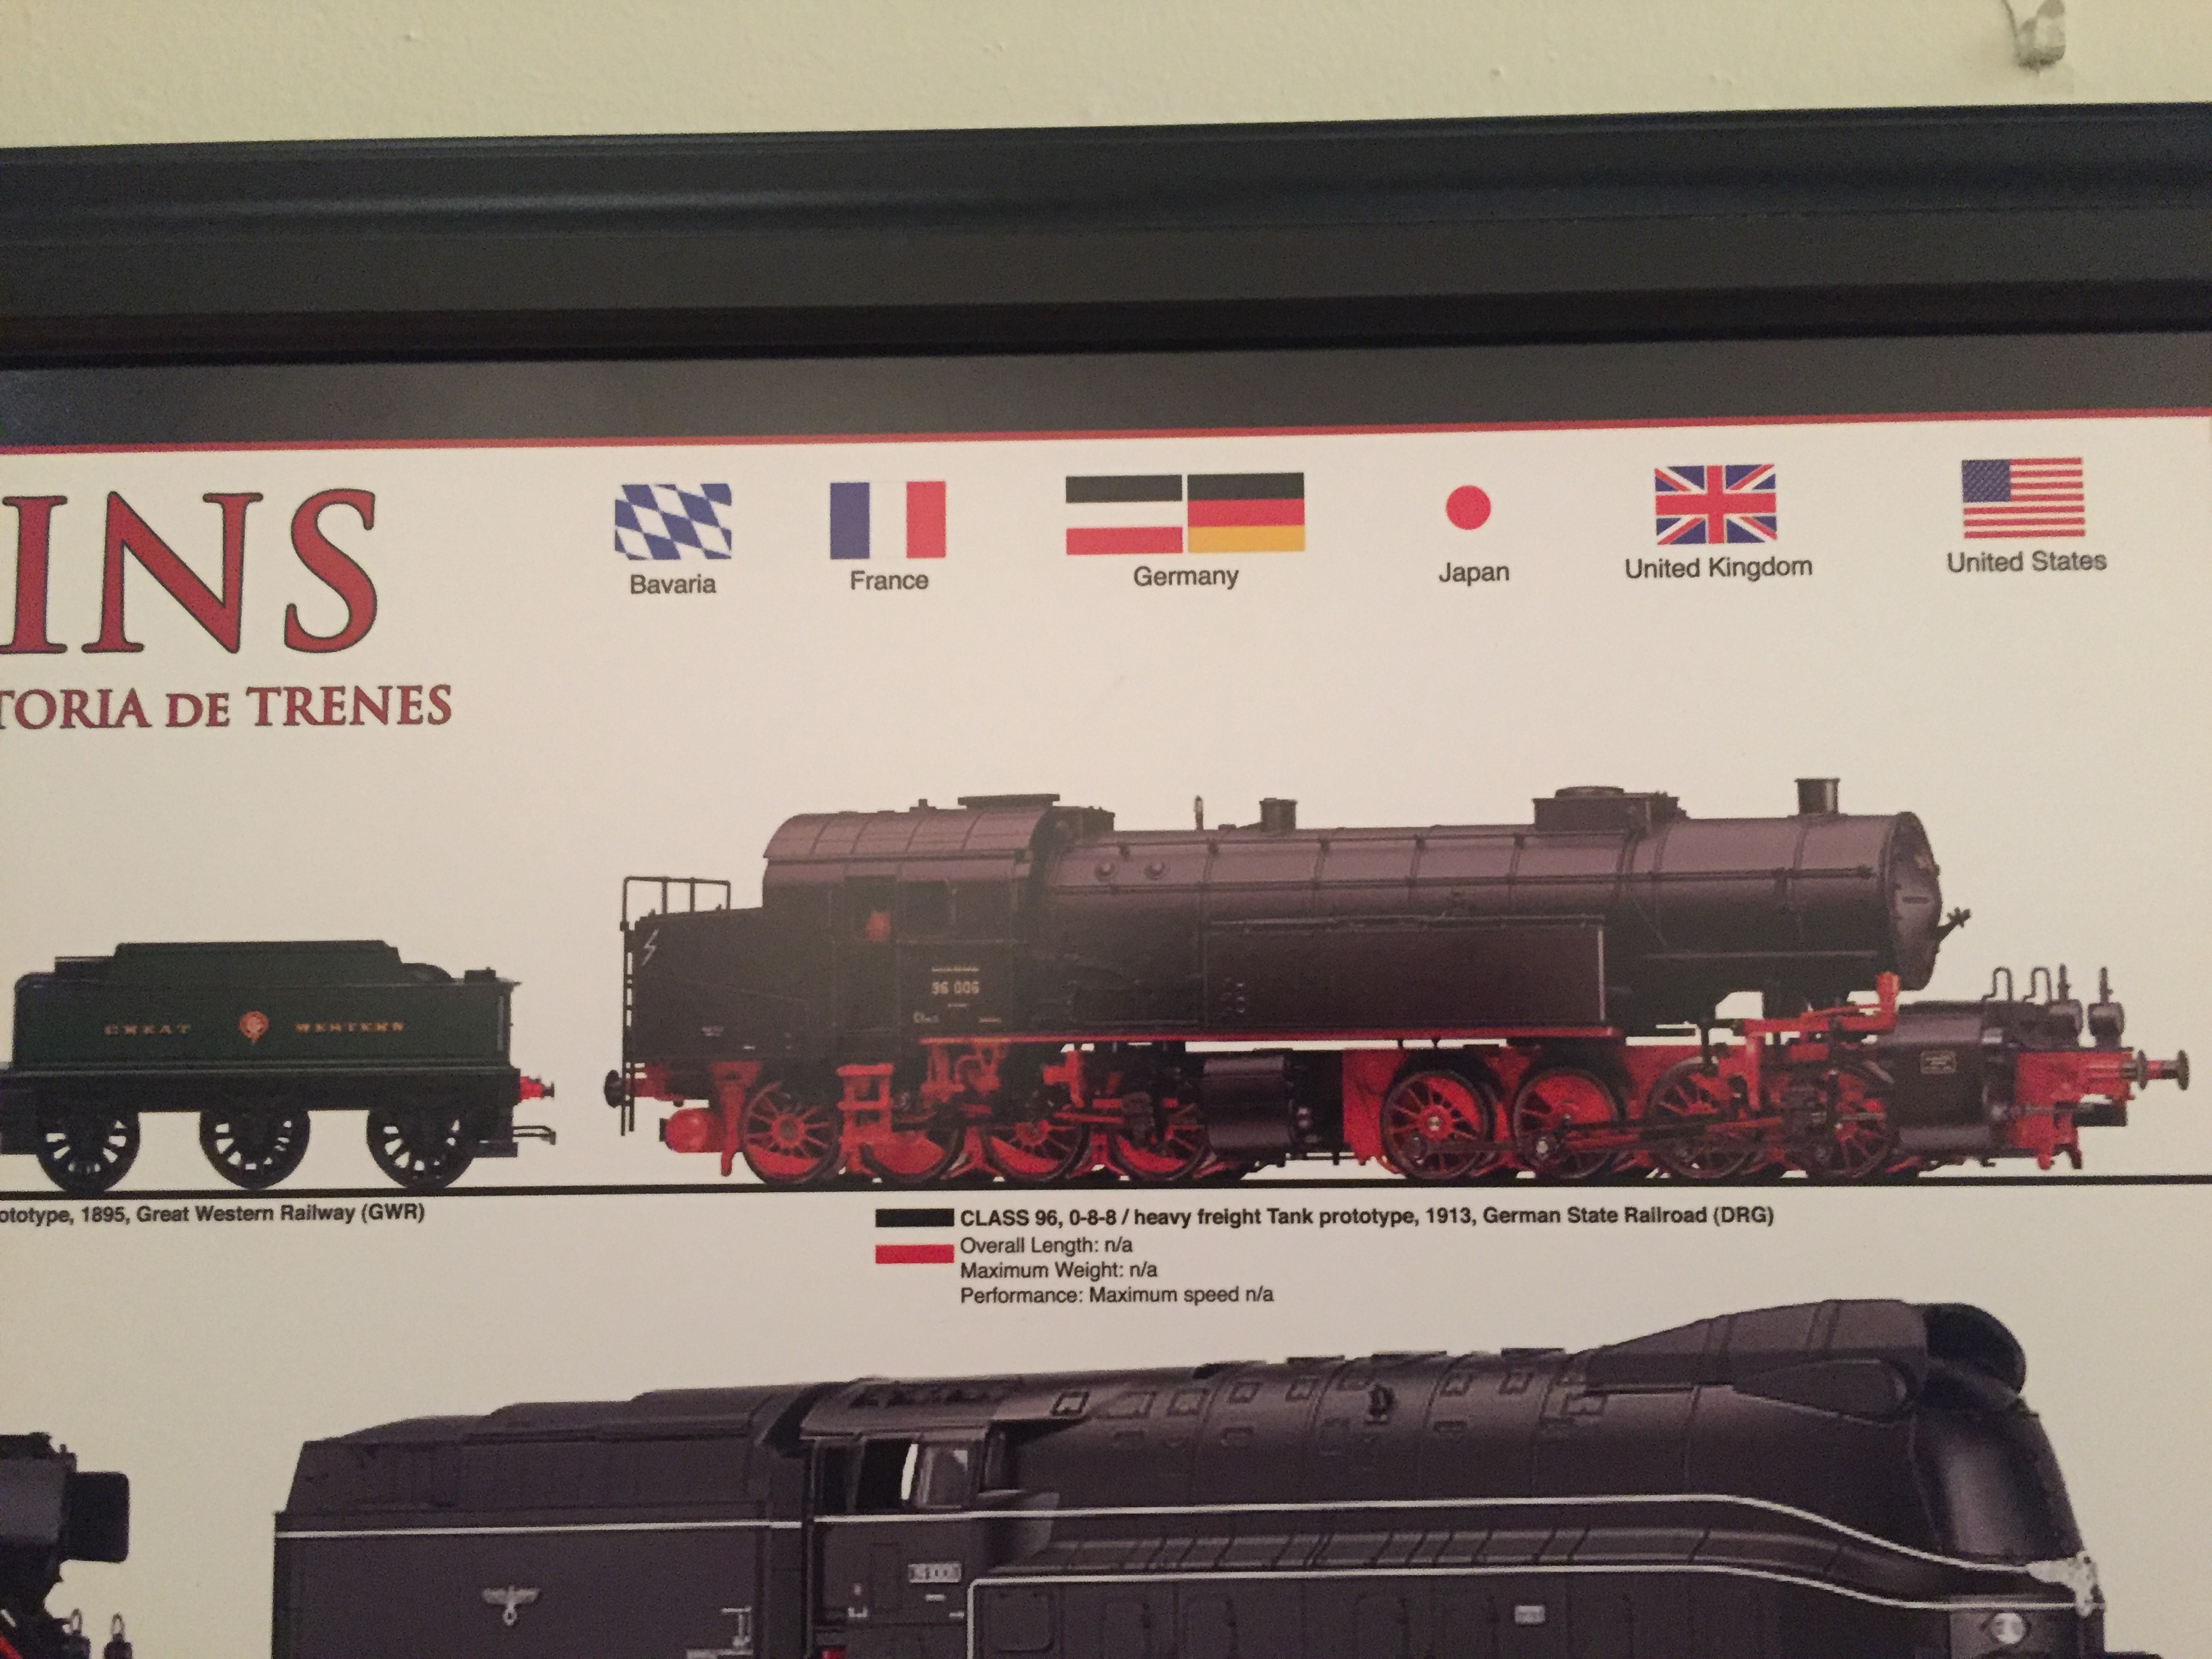 INS
TORIA DE TRENES
Bavaria
France
Germany
Japan
United Kingdom
United States
GREAT WESTERN
96 006
ototype, 1895, Great Western Railway (GWR)
CLASS 96, 0-8-8 / heavy freight Tank prototype, 1913, German State Railroad (DRG)
Overall Length: n/a
Maximum Weight: n/a
Performance: Maximum speed n/a